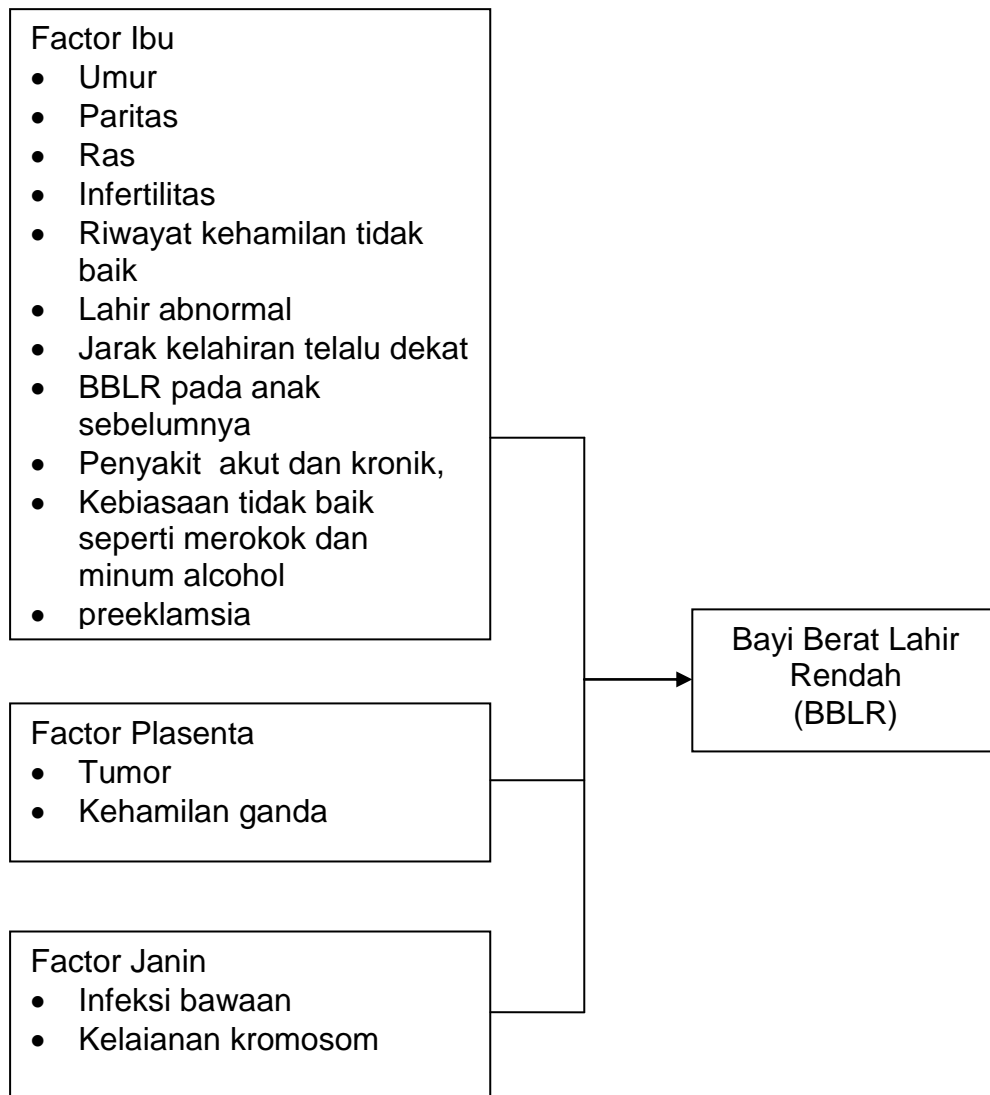 Factor Ibu
• Umur
• Paritas
• Ras
• Infertilitas
• Riwayat kehamilan tidak
baik
• Lahir abnormal
• Jarak kelahiran telalu dekat
• BBLR pada anak
sebelumnya
• Penyakit akut dan kronik,
• Kebiasaan tidak baik
seperti merokok dan
minum alcohol
• preeklamsia
Bayi Berat Lahir
Rendah
(BBLR)
Factor Plasenta
• Tumor
• Kehamilan ganda
Factor Janin
• Infeksi bawaan
• Kelaianan kromosom